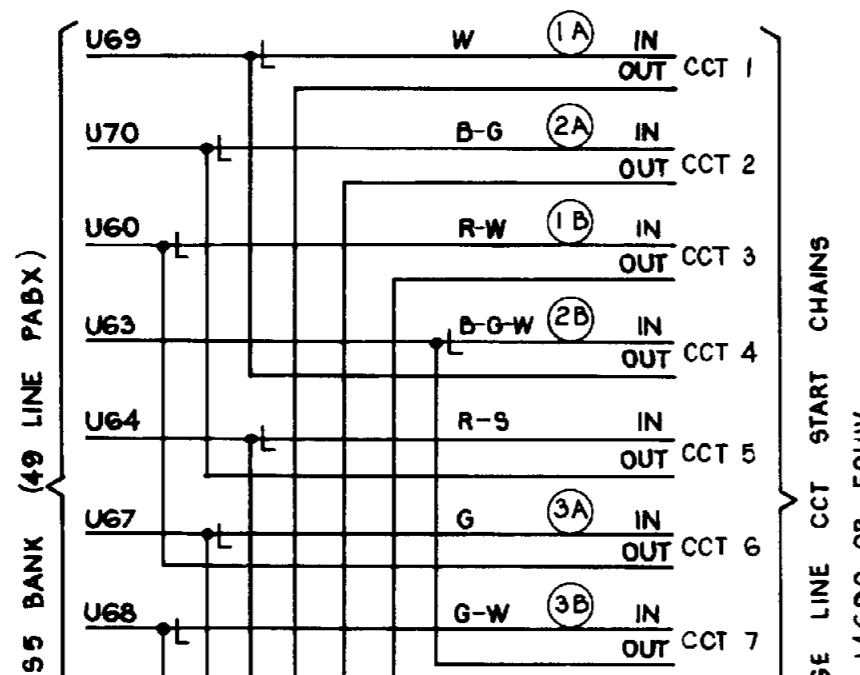 U69 L W 1A IN
OUT CCT 1
U70 L B-G 2A IN
OUT CCT 2
U60 L R-W 1B IN
OUT CCT 3
U63 L B-G-W 2B IN
OUT CCT 4
U64 L R-S IN
OUT CCT 5
U67 L G 3A IN
OUT CCT 6
U68 L G-W 3B IN
OUT CCT 7
BANK (49 LINE PABX)
LINE CCT START CHAINS
OR